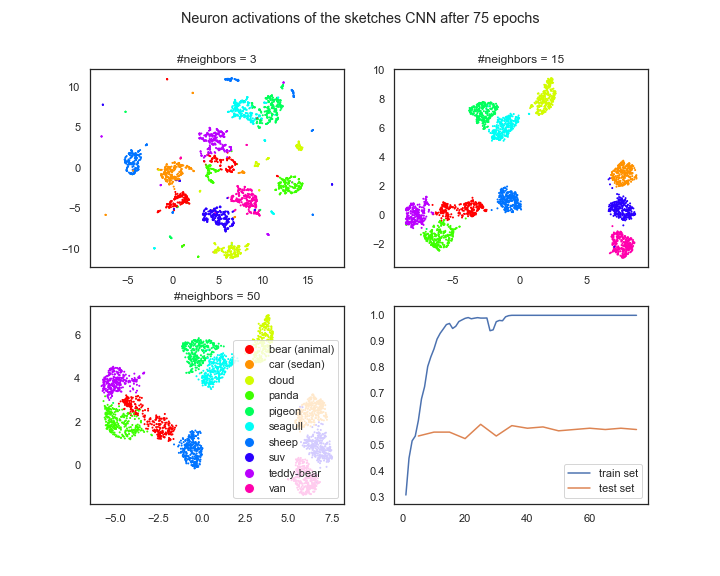 Neuron activations of the sketches CNN after 75 epochs
#neighbors = 3
10
5
0
−5
−10
−5
0
5
10
15
#neighbors = 15
10
8
6
4
2
0
−2
−5
0
5
#neighbors = 50
6
4
2
0
−5.0
−2.5
0.0
2.5
5.0
7.5
bear (animal)
car (sedan)
cloud
panda
pigeon
seagull
sheep
suv
teddy-bear
van
1.0
0.9
0.8
0.7
0.6
0.5
0.4
0.3
0
20
40
60
train set
test set